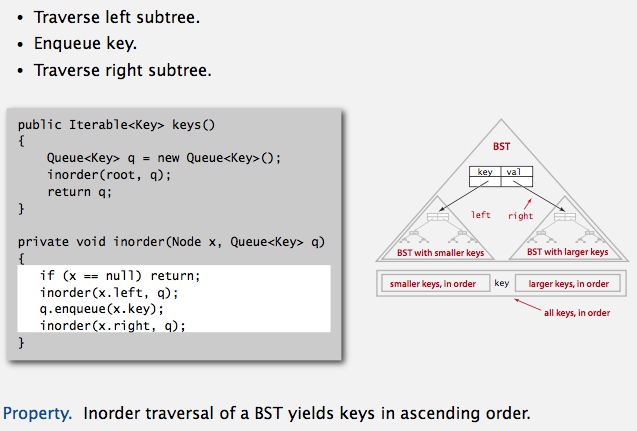 • Traverse left subtree.
• Enqueue key.
• Traverse right subtree.
public Iterable<Key> keys()
{
    Queue<Key> q = new Queue<Key>();
    inorder(root, q);
    return q;
}
private void inorder(Node x, Queue<Key> q)
{
   if (x == null) return;
   inorder(x.left, q);
   q.enqueue(x.key);
   inorder(x.right, q);
}
BST
key val
left right
BST with smaller keys BST with larger keys
smaller keys, in order key larger keys, in order
all keys, in order
Property. Inorder traversal of a BST yields keys in ascending order.